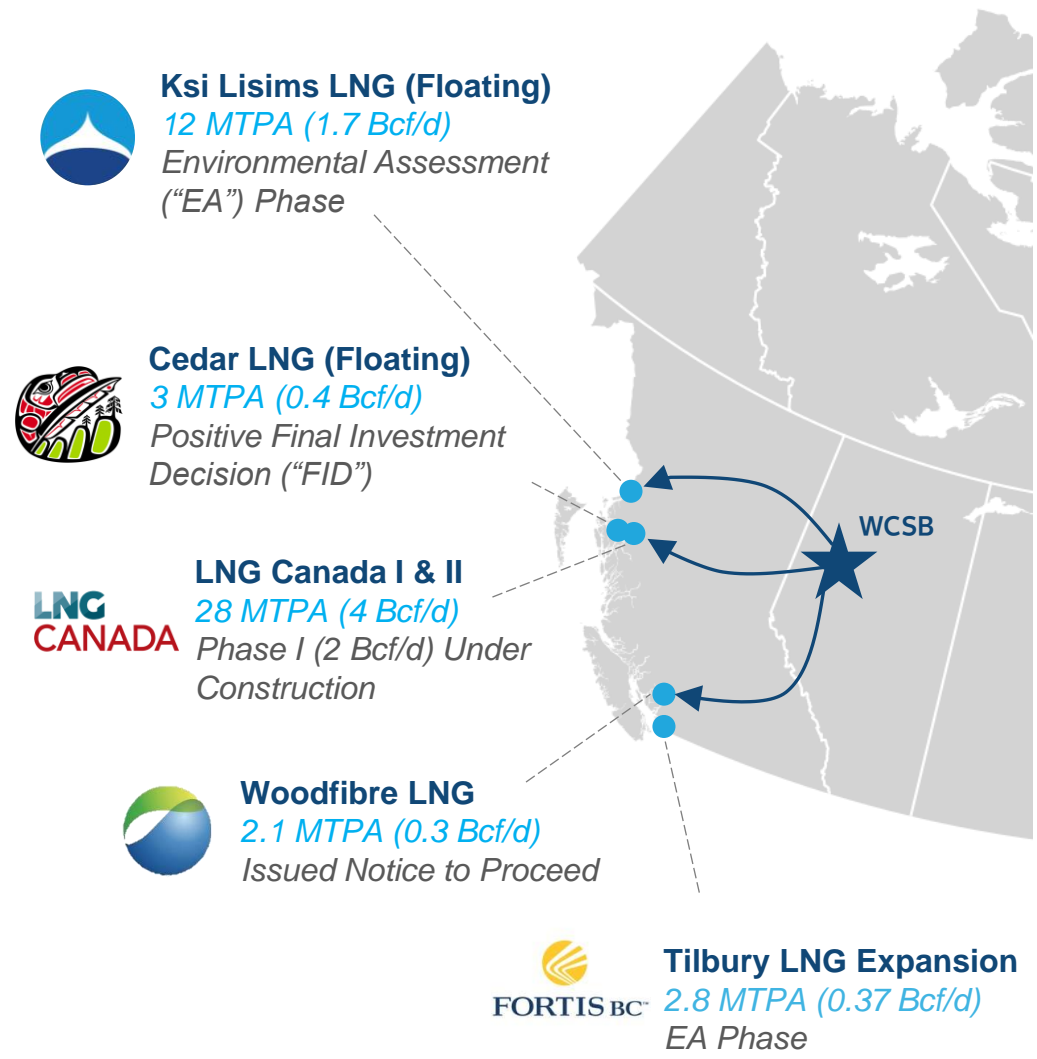 Ksi Lisims LNG (Floating)
12 MTPA (1.7 Bcf/d)
Environmental Assessment
(“EA”) Phase
Cedar LNG (Floating)
3 MTPA (0.4 Bcf/d)
Positive Final Investment
Decision (“FID”)
WCSB
LNG
CANADA
LNG Canada I & II
28 MTPA (4 Bcf/d)
Phase I (2 Bcf/d) Under
Construction
Woodfibre LNG
2.1 MTPA (0.3 Bcf/d)
Issued Notice to Proceed
FORTIS BC™
Tilbury LNG Expansion
2.8 MTPA (0.37 Bcf/d)
EA Phase